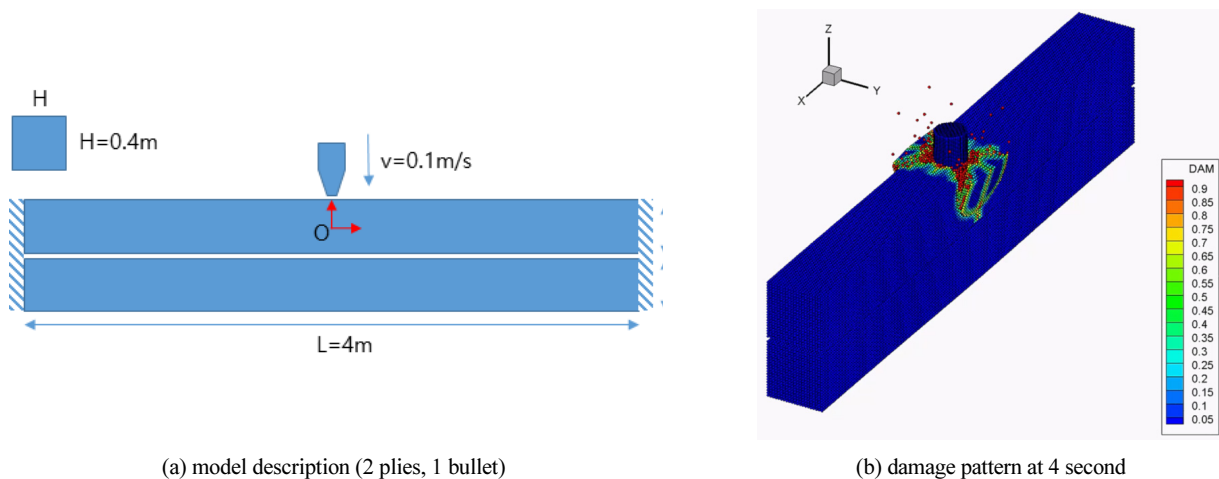 H
H=0.4m
v=0.1m/s
O
L=4m
(a) model description (2 plies, 1 bullet)
Z
X
Y
DAM
0.9
0.85
0.8
0.75
0.7
0.65
0.6
0.55
0.5
0.45
0.4
0.35
0.3
0.25
0.2
0.15
0.1
0.05
(b) damage pattern at 4 second